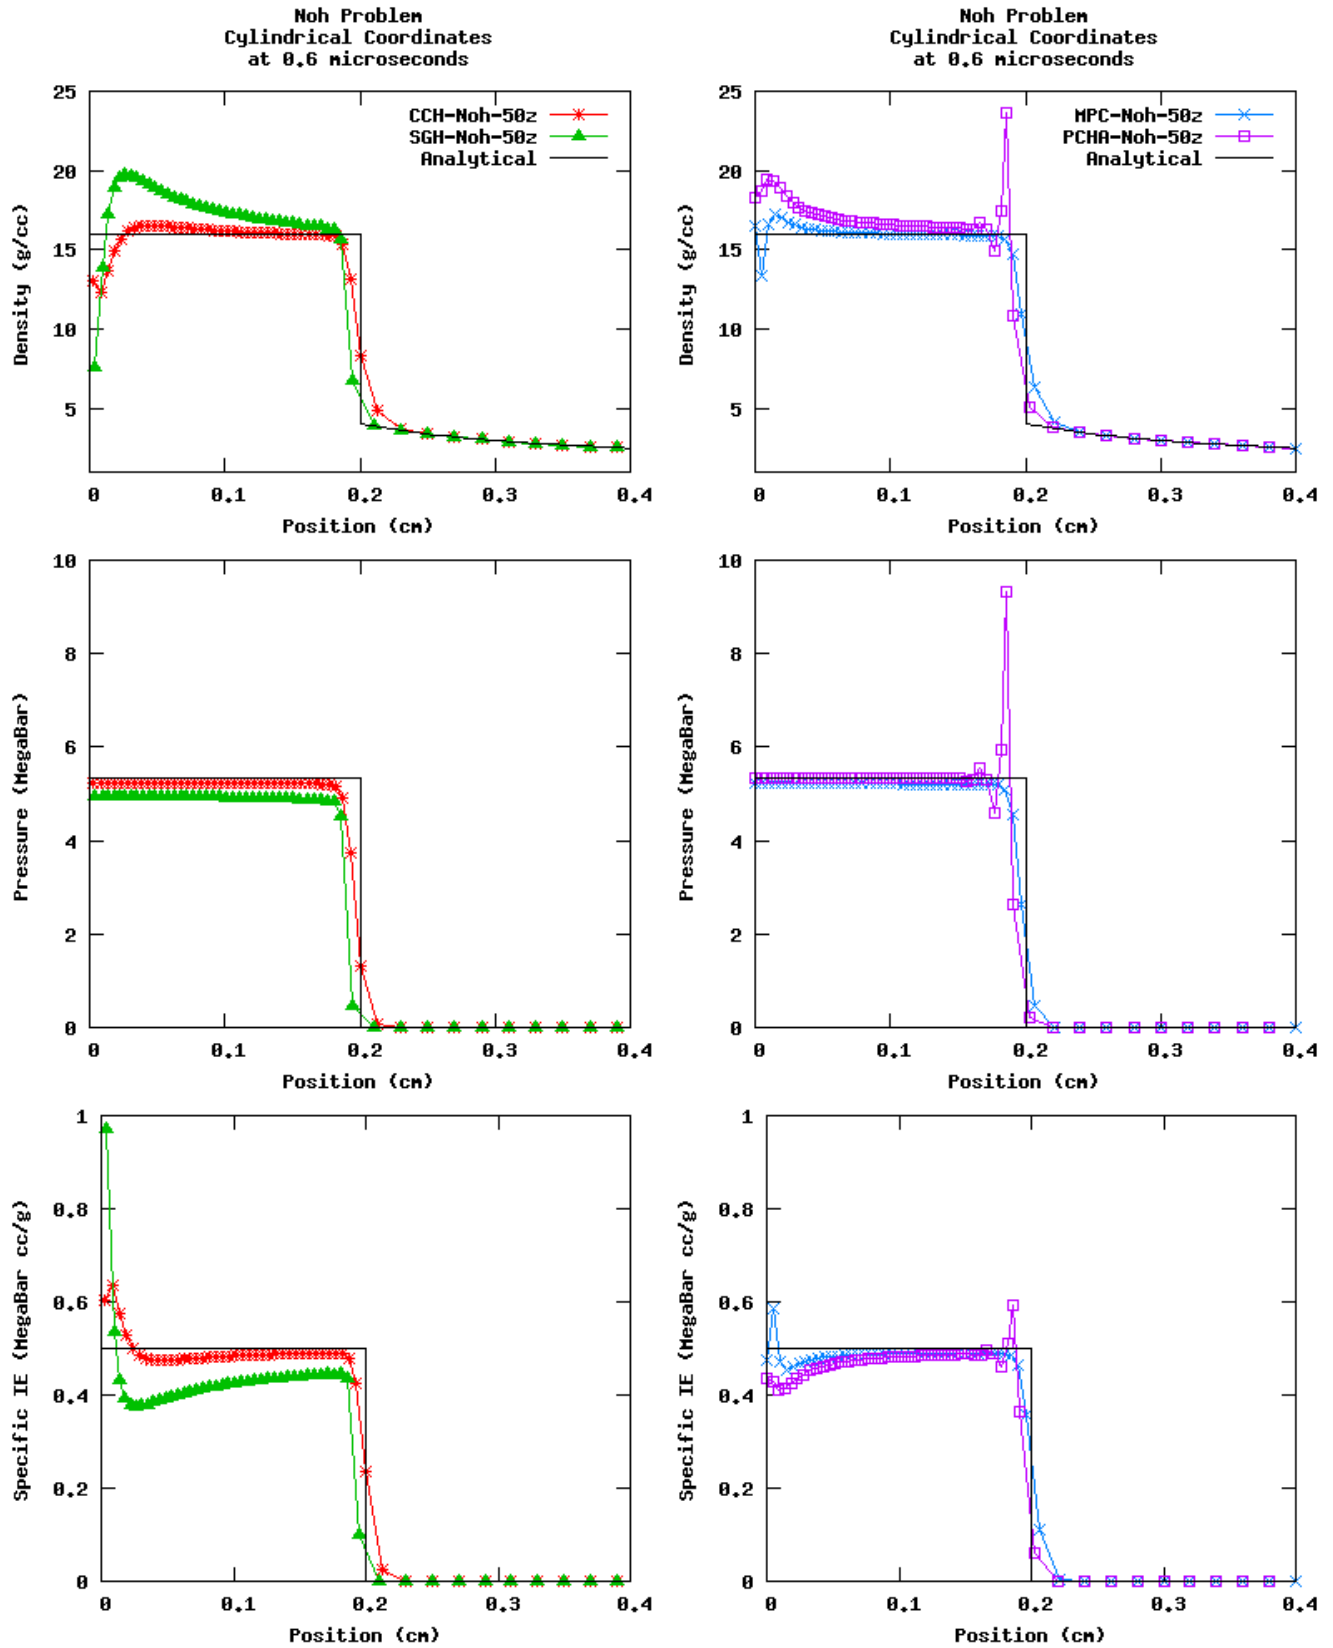 Noh Problem
Cylindrical Coordinates
at 0.6 microseconds
25
20
15
10
5
0
0.1
0.2
0.3
0.4
Density (g/cc)
Position (cm)
CCH-Noh-50z
SGH-Noh-50z
Analytical
Noh Problem
Cylindrical Coordinates
at 0.6 microseconds
25
20
15
10
5
0
0.1
0.2
0.3
0.4
Density (g/cc)
Position (cm)
MPC-Noh-50z
PCHA-Noh-50z
Analytical
10
8
6
4
2
0
0
0.1
0.2
0.3
0.4
Pressure (MegaBar)
Position (cm)
10
8
6
4
2
0
0
0.1
0.2
0.3
0.4
Pressure (MegaBar)
Position (cm)
1
0.8
0.6
0.4
0.2
0
0
0.1
0.2
0.3
0.4
Specific IE (MegaBar cc/g)
Position (cm)
1
0.8
0.6
0.4
0.2
0
0
0.1
0.2
0.3
0.4
Specific IE (MegaBar cc/g)
Position (cm)